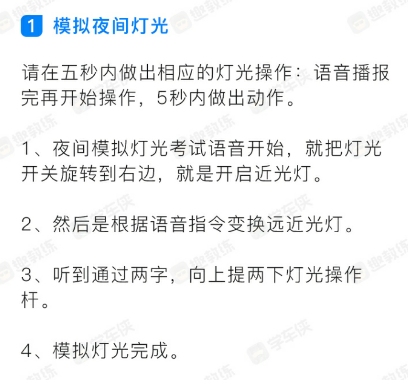 1 模拟夜间灯光
请在五秒内做出相应的灯光操作：语音播报
完再开始操作，5秒内做出动作。
1、夜间模拟灯光考试语音开始，就把灯光
开关旋转到右边，就是开启近光灯。
2、然后是根据语音指令变换远近光灯。
3、听到通过两字，向上提两下灯光操作
杆。
4、模拟灯光完成。
学车侠